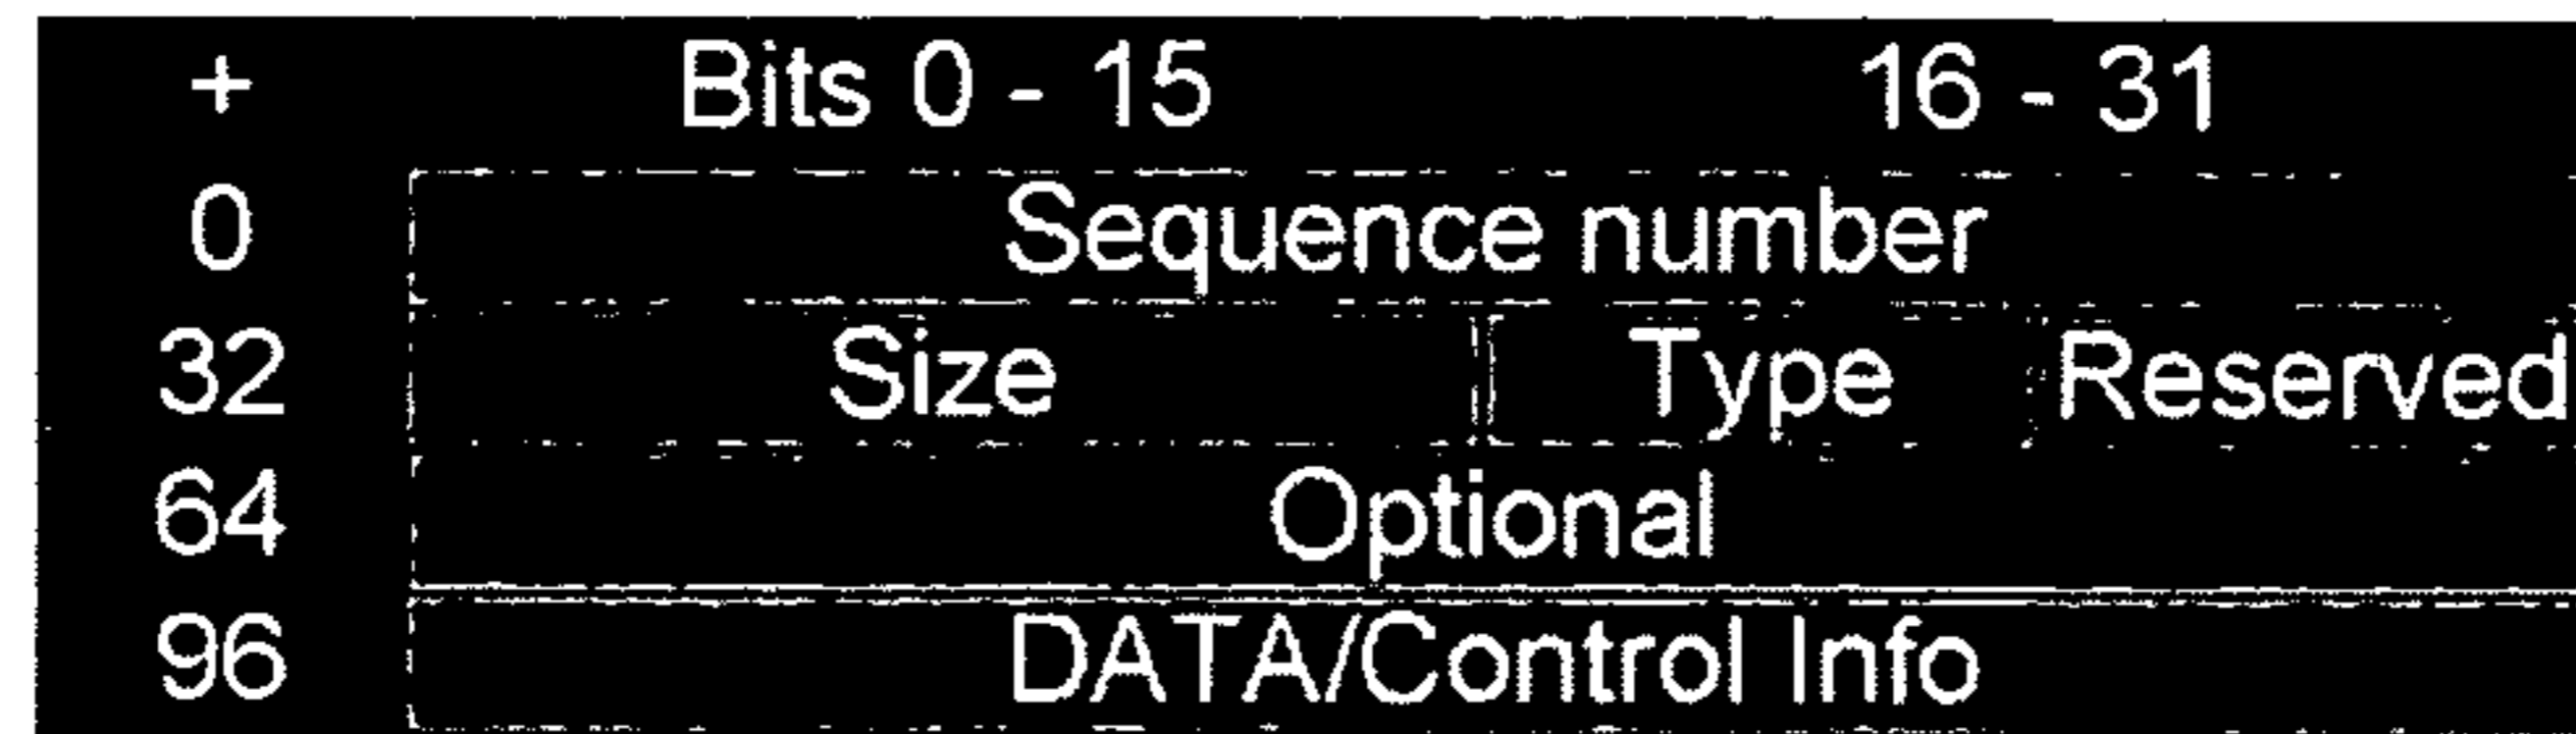 + Bits 0 - 15 16 - 31
0 Sequence number
32 Size Type Reserved
64 Optional
96 DATA/Control Info